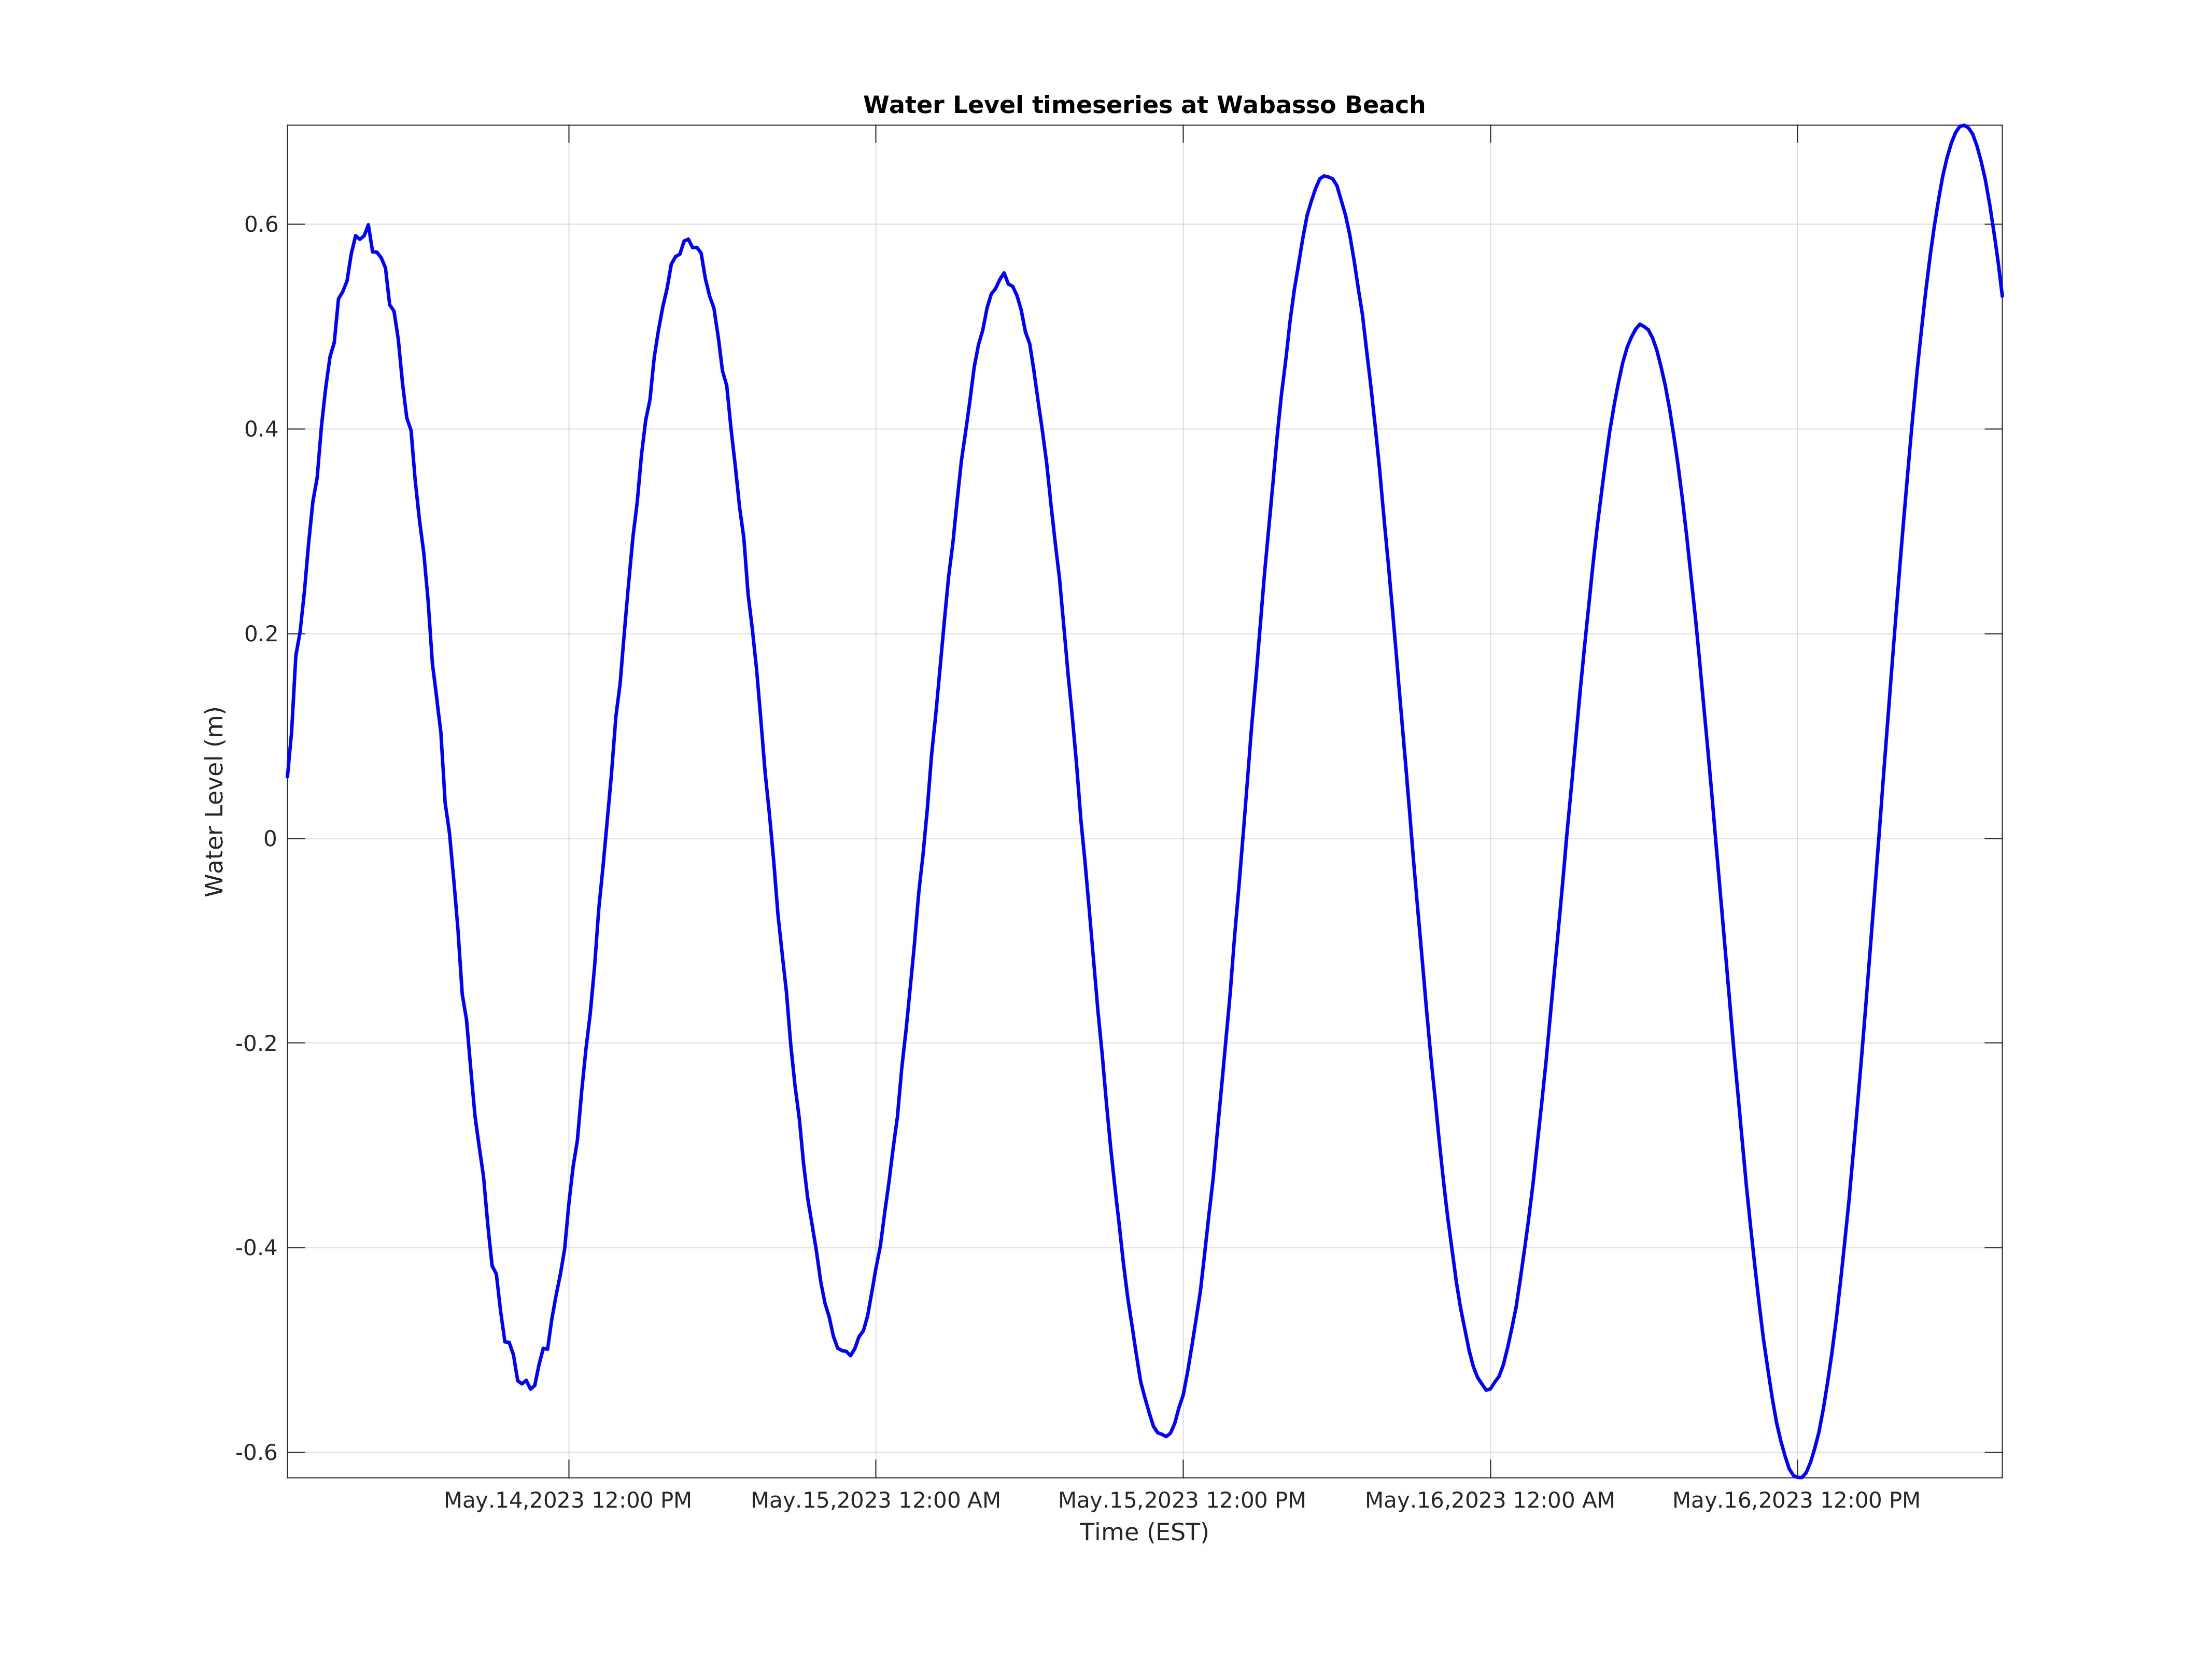 Water Level timeseries at Wabasso Beach
Water Level (m)
0.6
0.4
0.2
0
-0.2
-0.4
-0.6
May.14,2023 12:00 PM
May.15,2023 12:00 AM
May.15,2023 12:00 PM
May.16,2023 12:00 AM
May.16,2023 12:00 PM
Time (EST)